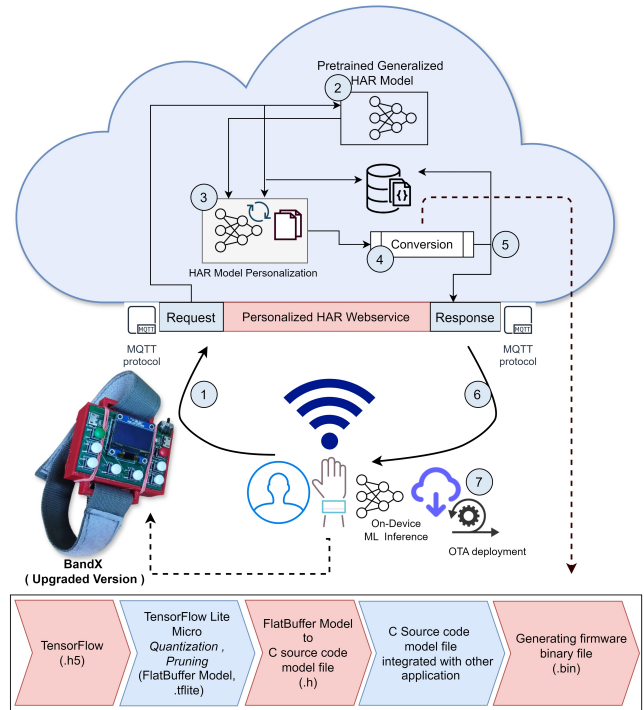 Pretrained Generalized
HAR Model
2
3
{ }
HAR Model Personalization
Conversion
4
5
Request
Personalized HAR Webservice
Response
MQTT
MQTT
protocol
MQTT
MQTT
protocol
1
6
7
On-Device
ML Inference
OTA deployment
BandX
( Upgraded Version )
TensorFlow
(.h5)
TensorFlow Lite
Micro
Quantization ,
Pruning
(FlatBuffer Model,
.tflite)
FlatBuffer Model
to
C source code
model file
(.h)
C Source code
model file
integrated with other
application
Generating firmware
binary file
(.bin)